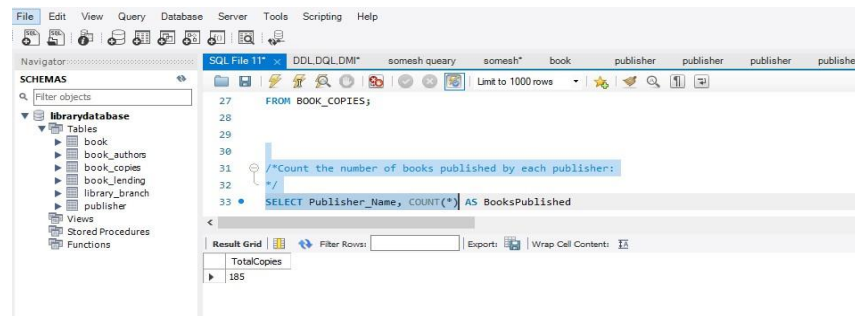 File Edit View Query Database Server Tools Scripting Help
Navigator
SQL File 11* × DDL,DQL,DMl* somesh queary somesh* book publisher publisher publisher publishe
SCHEMAS
Limit to 1000 rows
Filter objects
librarydatabase
Tables
book
book_authors
book_copies
book_lending
library_branch
publisher
Views
Stored Procedures
Functions
27 FROM BOOK_COPIES;
28
29
30
31 /*Count the number of books published by each publisher:
32 */
33 SELECT Publisher_Name, COUNT(*) AS BooksPublished
Result Grid Filter Rows: Export: Wrap Cell Content: IA
TotalCopies
185